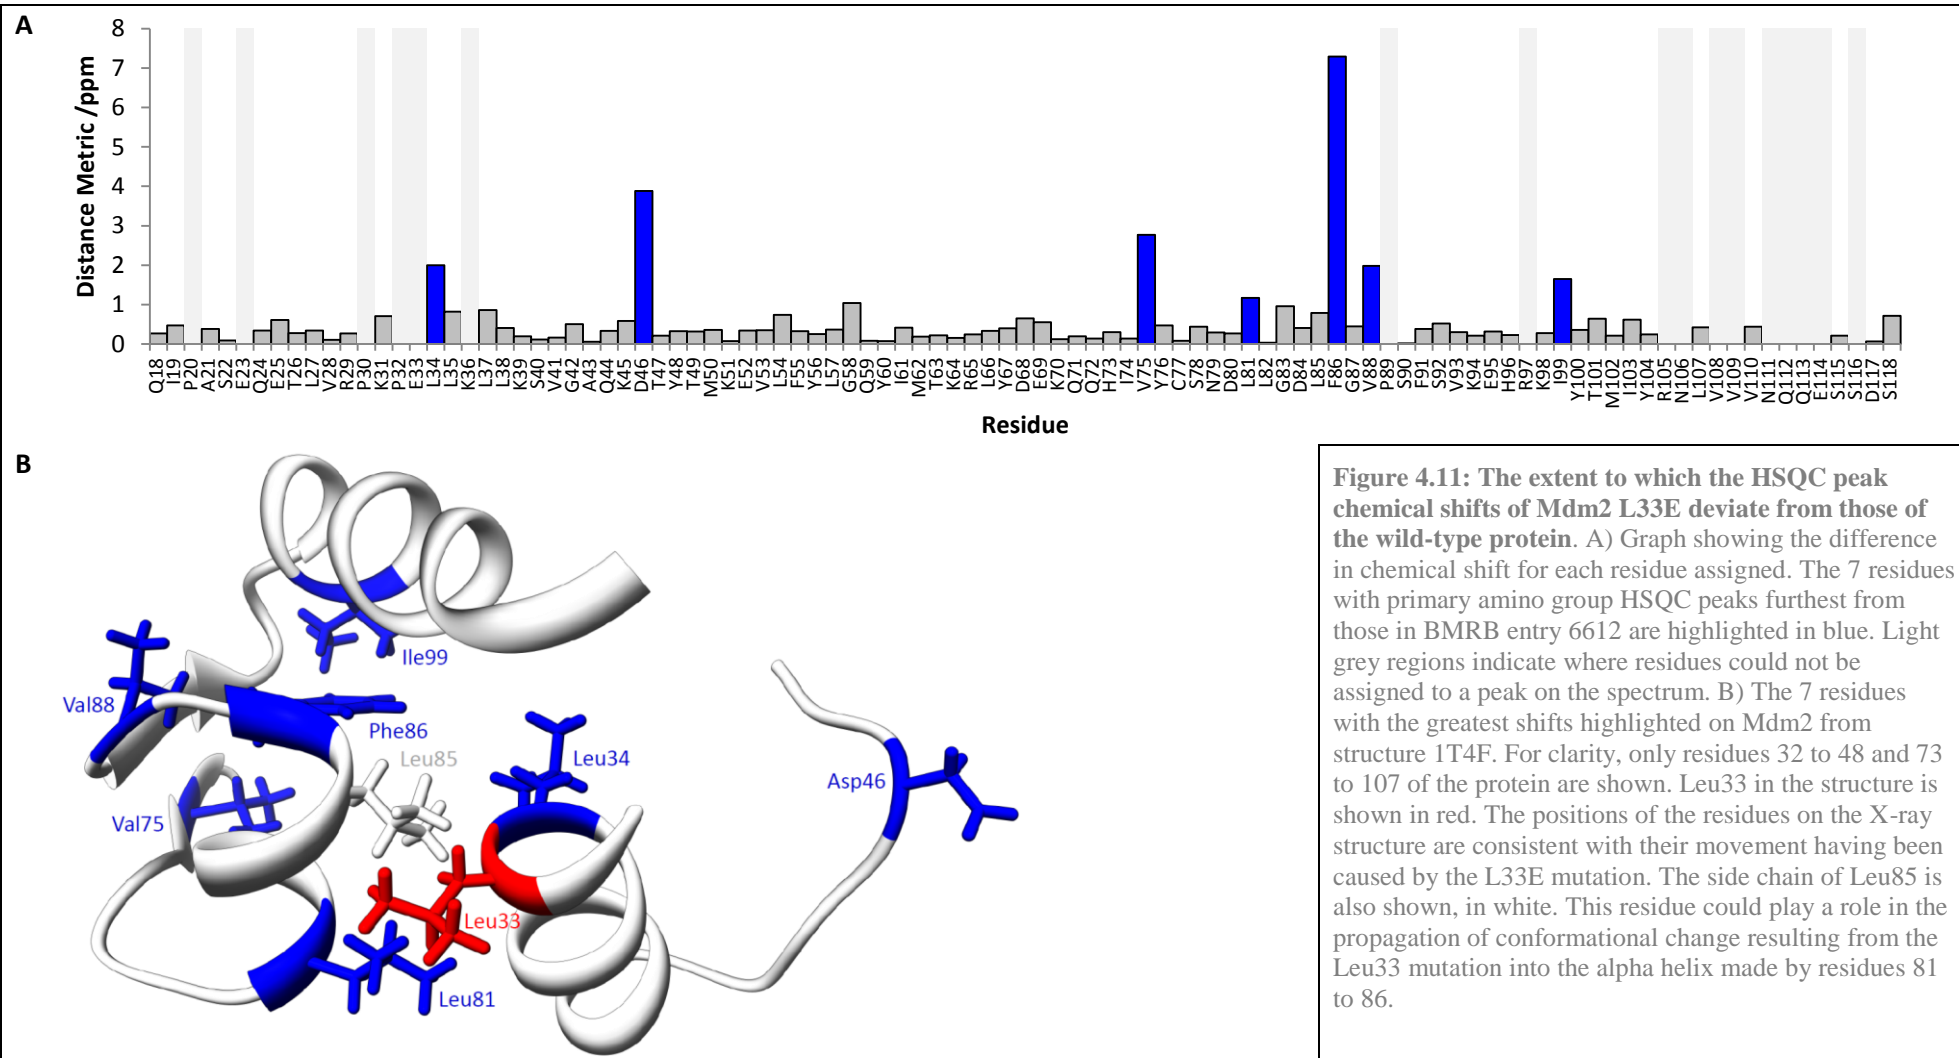 A
8
7
6
5
4
3
2
1
0
Distance Metric /ppm
Q18 I19 P20 A21 S22 E23 Q24 E25 T26 L27 V28 R29 P30 K31 P32 E33 L34 L35 K36 L37 L38 K39 S40 V41 G42 A43 Q44 K45 D46 T47 Y48 T49 M50 K51 E52 V53 L54 F55 Y56 L57 G58 Q59 Y60 I61 M62 T63 K64 R65 L66 Y67 D68 E69 K70 Q71 Q72 H73 I74 V75 Y76 C77 S78 N79 D80 L81 L82 G83 D84 L85 F86 G87 V88 P89 S90 F91 S92 V93 K94 E95 H96 R97 K98 I99 Y100 T101 M102 I103 Y104 R105 N106 L107 V108 V109 V110 N111 Q112 Q113 E114 S115 S116 D117 S118
Residue
B
Ile99
Val88
Phe86
Leu85
Leu34
Asp46
Val75
Leu33
Leu81
Figure 4.11: The extent to which the HSQC peak
chemical shifts of Mdm2 L33E deviate from those of
the wild-type protein. A) Graph showing the difference
in chemical shift for each residue assigned. The 7 residues
with primary amino group HSQC peaks furthest from
those in BMRB entry 6612 are highlighted in blue. Light
grey regions indicate where residues could not be
assigned to a peak on the spectrum. B) The 7 residues
with the greatest shifts highlighted on Mdm2 from
structure 1T4F. For clarity, only residues 32 to 48 and 73
to 107 of the protein are shown. Leu33 in the structure is
shown in red. The positions of the residues on the X-ray
structure are consistent with their movement having been
caused by the L33E mutation. The side chain of Leu85 is
also shown, in white. This residue could play a role in the
propagation of conformational change resulting from the
Leu33 mutation into the alpha helix made by residues 81
to 86.